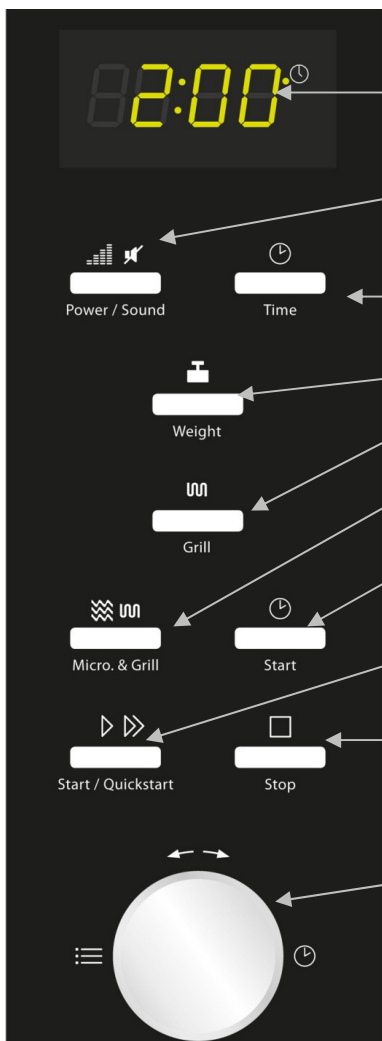 2:00
Power / Sound Time
Weight
Grill
Micro. & Grill Start
Start / Quickstart Stop